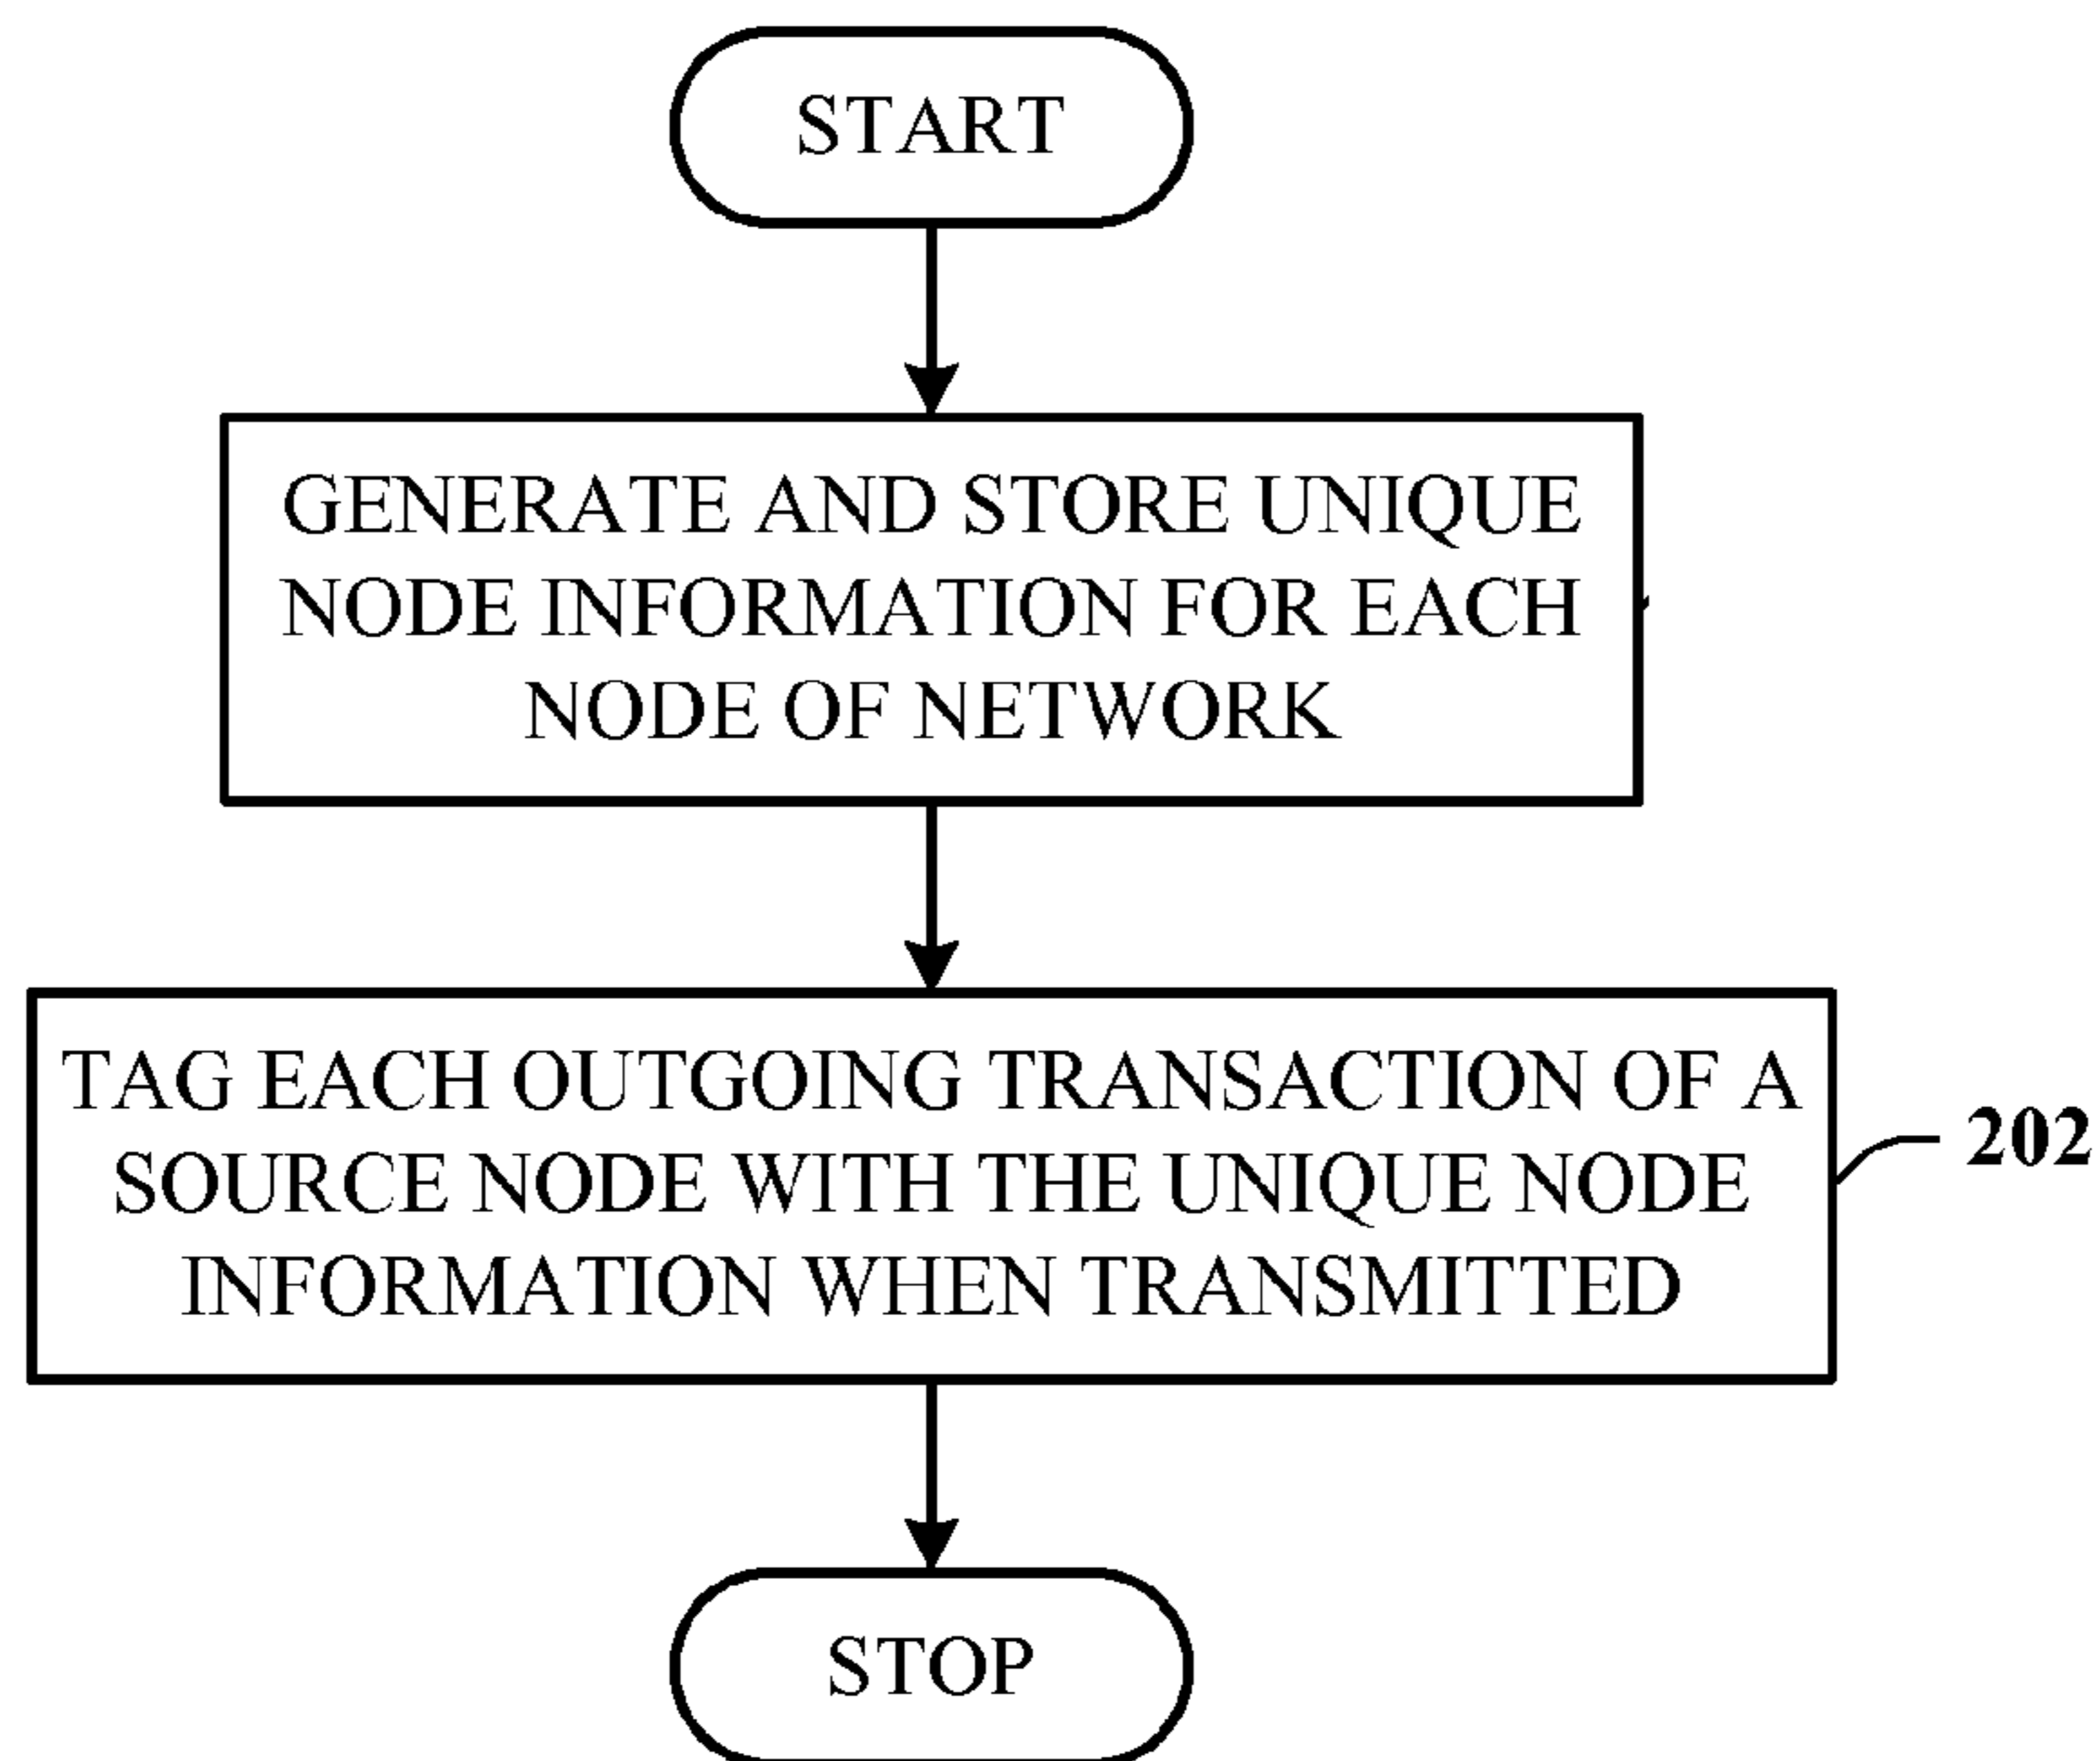 START
GENERATE AND STORE UNIQUE
NODE INFORMATION FOR EACH
NODE OF NETWORK
TAG EACH OUTGOING TRANSACTION OF A
SOURCE NODE WITH THE UNIQUE NODE
INFORMATION WHEN TRANSMITTED
202
STOP